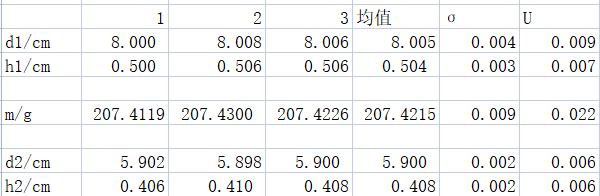 1 2 3 均值 σ U
d1/cm 8.000 8.008 8.006 8.005 0.004 0.009
h1/cm 0.500 0.506 0.506 0.504 0.003 0.007
m/g 207.4119 207.4300 207.4226 207.4215 0.009 0.022
d2/cm 5.902 5.898 5.900 5.900 0.002 0.006
h2/cm 0.406 0.410 0.408 0.408 0.002 0.006